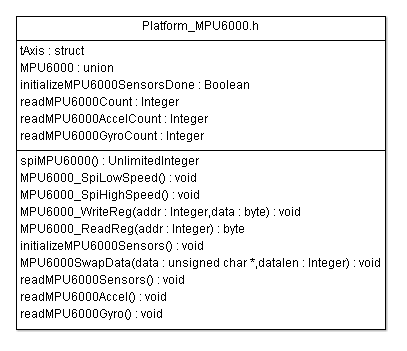 Platform_MPU6000.h
tAxis : struct
MPU6000 : union
initializeMPU6000SensorsDone : Boolean
readMPU6000Count : Integer
readMPU6000AccelCount : Integer
readMPU6000GyroCount : Integer
spiMPU6000() : UnlimitedInteger
MPU6000_SpiLowSpeed() : void
MPU6000_SpiHighSpeed() : void
MPU6000_WriteReg(addr : Integer,data : byte) : void
MPU6000_ReadReg(addr : Integer) : byte
initializeMPU6000Sensors() : void
MPU6000SwapData(data : unsigned char *,datalen : Integer) : void
readMPU6000Sensors() : void
readMPU6000Accel() : void
readMPU6000Gyro() : void